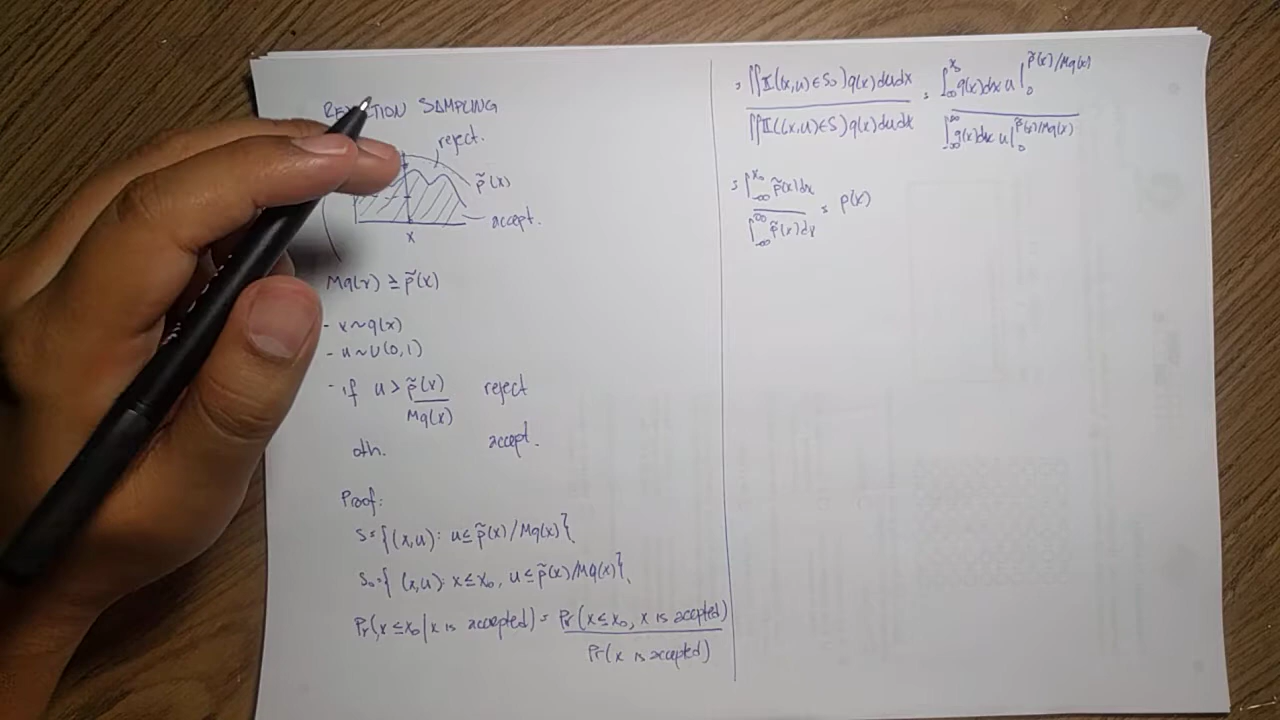 REJECTION SAMPLING
reject.
p̃(x)
accept.
x
Mq(x) ≥ p̃(x)
- x ~ q(x)
- u ~ U(0,1)
- if u > p̃(x) / Mq(x) reject
oth. accept.
Proof:
S = {(x,u): u ≤ p̃(x)/Mq(x)}
S₀ = {(x,u): x ≤ x₀, u ≤ p̃(x)/Mq(x)}
Pr(x ≤ x₀ | x is accepted) = Pr(x ≤ x₀, x is accepted) / Pr(x is accepted)
= ∬𝕀((x,u)∈S₀)q(x)dudx / ∬𝕀((x,u)∈S)q(x)dudx = ∫_{-∞}^{x₀} q(x)dx u|₀^{p̃(x)/Mq(x)} / ∫_{-∞}^{∞} q(x)dx u|₀^{p̃(x)/Mq(x)}
= ∫_{-∞}^{x₀} p̃(x)dx / ∫_{-∞}^{∞} p̃(x)dx = p(x)